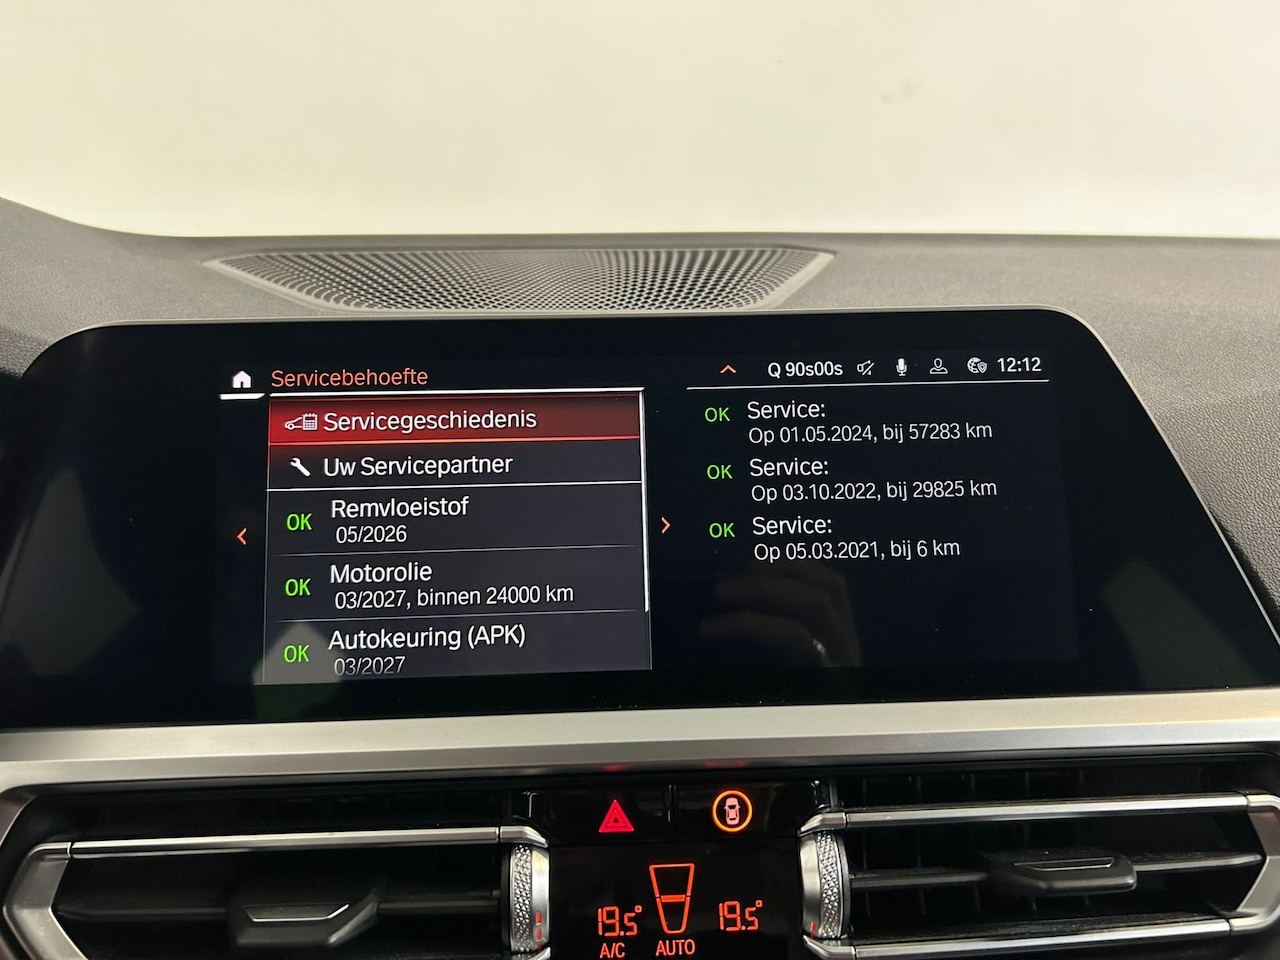 Servicebehoefte
Q 90s00s 12:12
Servicegeschiedenis
Uw Servicepartner
OK Remvloeistof
05/2026
OK Motorolie
03/2027, binnen 24000 km
OK Autokeuring (APK)
03/2027
OK Service:
Op 01.05.2024, bij 57283 km
OK Service:
Op 03.10.2022, bij 29825 km
OK Service:
Op 05.03.2021, bij 6 km
19.5° 19.5°
A/C AUTO